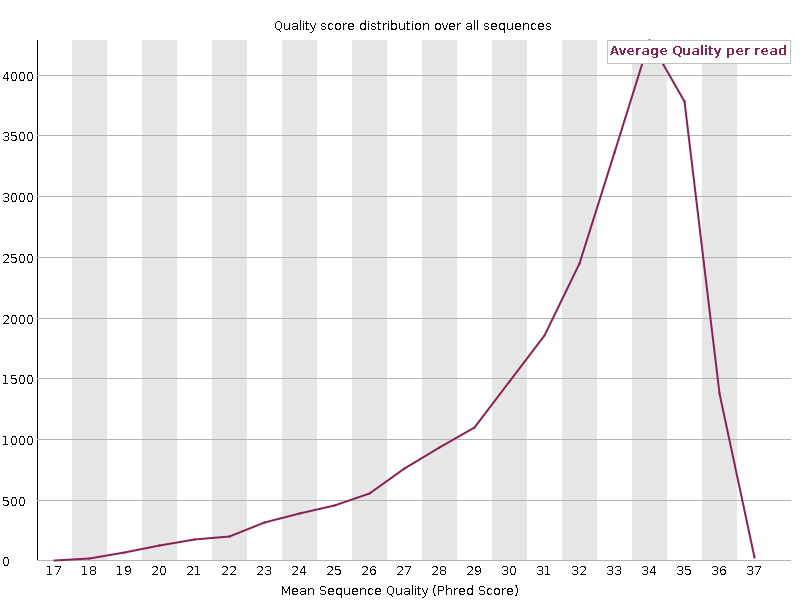 Quality score distribution over all sequences
Average Quality per read
4000
3500
3000
2500
2000
1500
1000
500
0
17 18 19 20 21 22 23 24 25 26 27 28 29 30 31 32 33 34 35 36 37
Mean Sequence Quality (Phred Score)